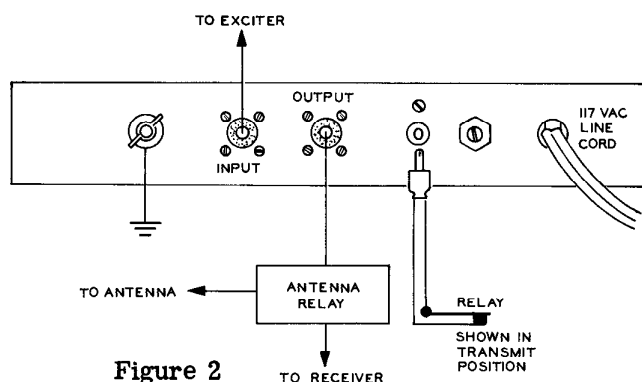 TO EXCITER
OUTPUT
INPUT
117 VAC
LINE
CORD
TO ANTENNA
ANTENNA
RELAY
RELAY
SHOWN IN
TRANSMIT
POSITION
Figure 2
TO RECEIVER